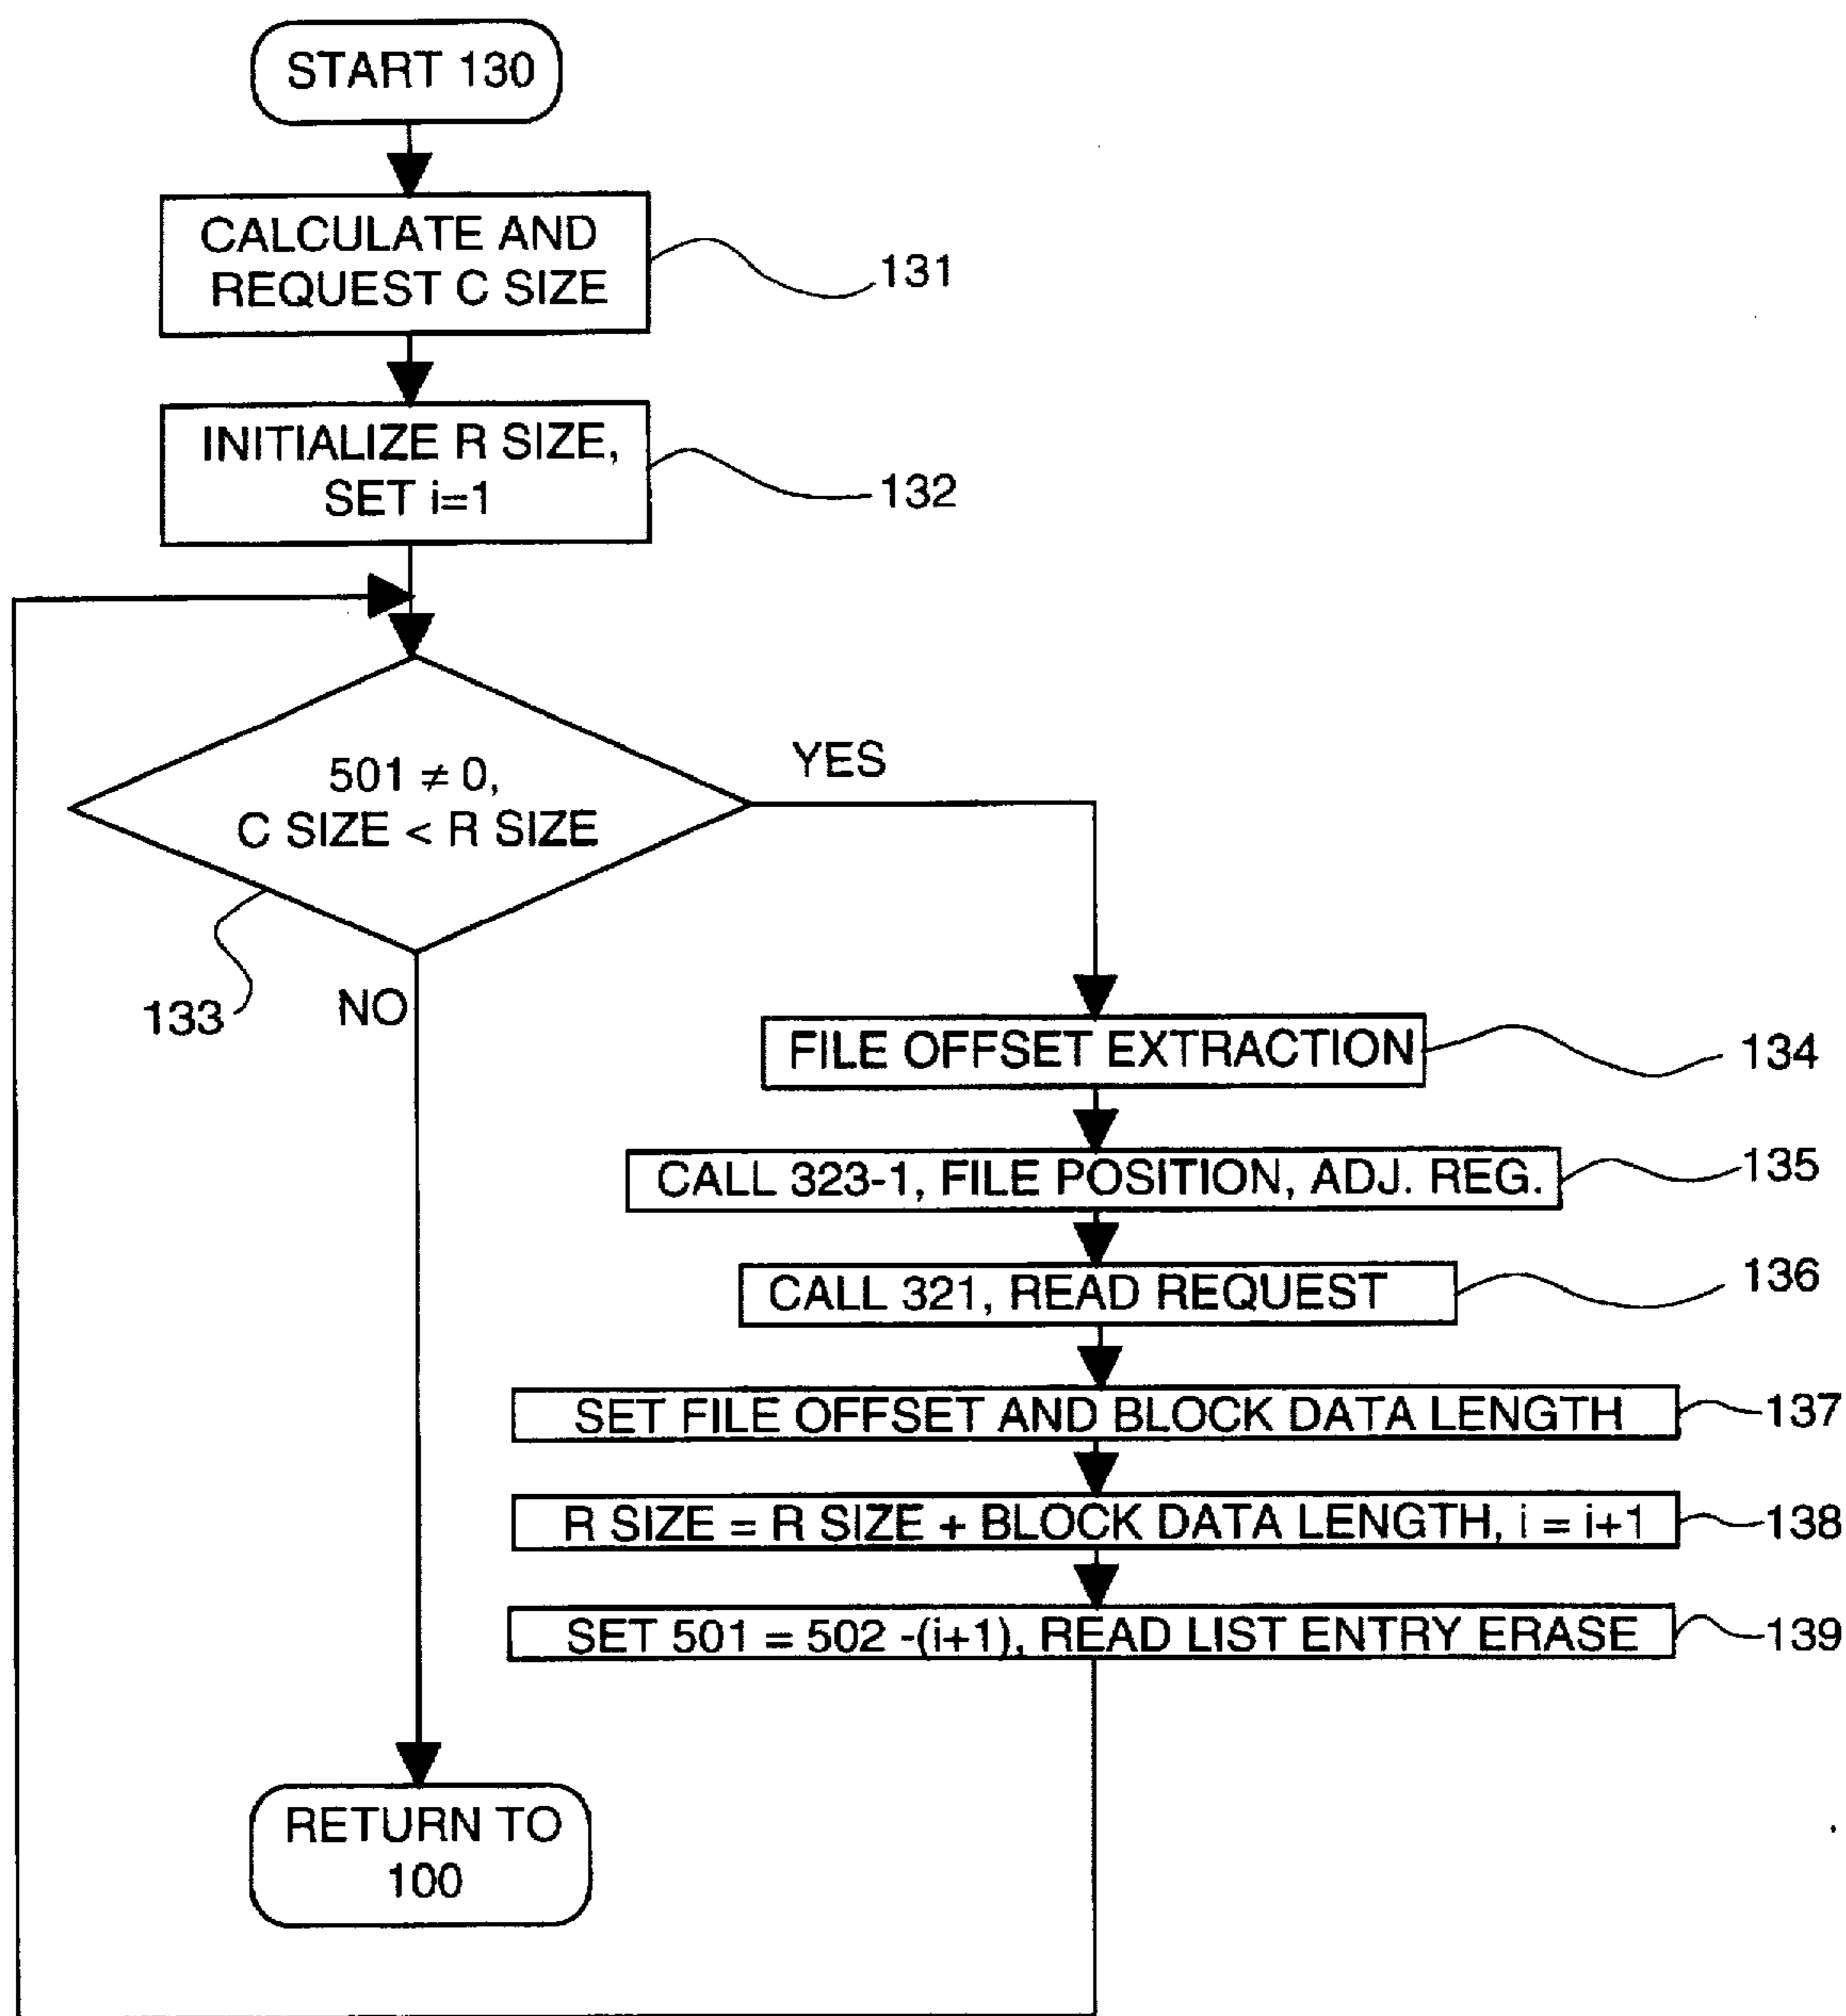 START 130
CALCULATE AND
REQUEST C SIZE
131
INITIALIZE R SIZE,
SET i=1
132
501 ≠ 0,
C SIZE < R SIZE
YES
133
NO
FILE OFFSET EXTRACTION
134
CALL 323-1, FILE POSITION, ADJ. REG.
135
CALL 321, READ REQUEST
136
SET FILE OFFSET AND BLOCK DATA LENGTH
137
R SIZE = R SIZE + BLOCK DATA LENGTH, i = i+1
138
SET 501 = 502 -(i+1), READ LIST ENTRY ERASE
139
RETURN TO
100